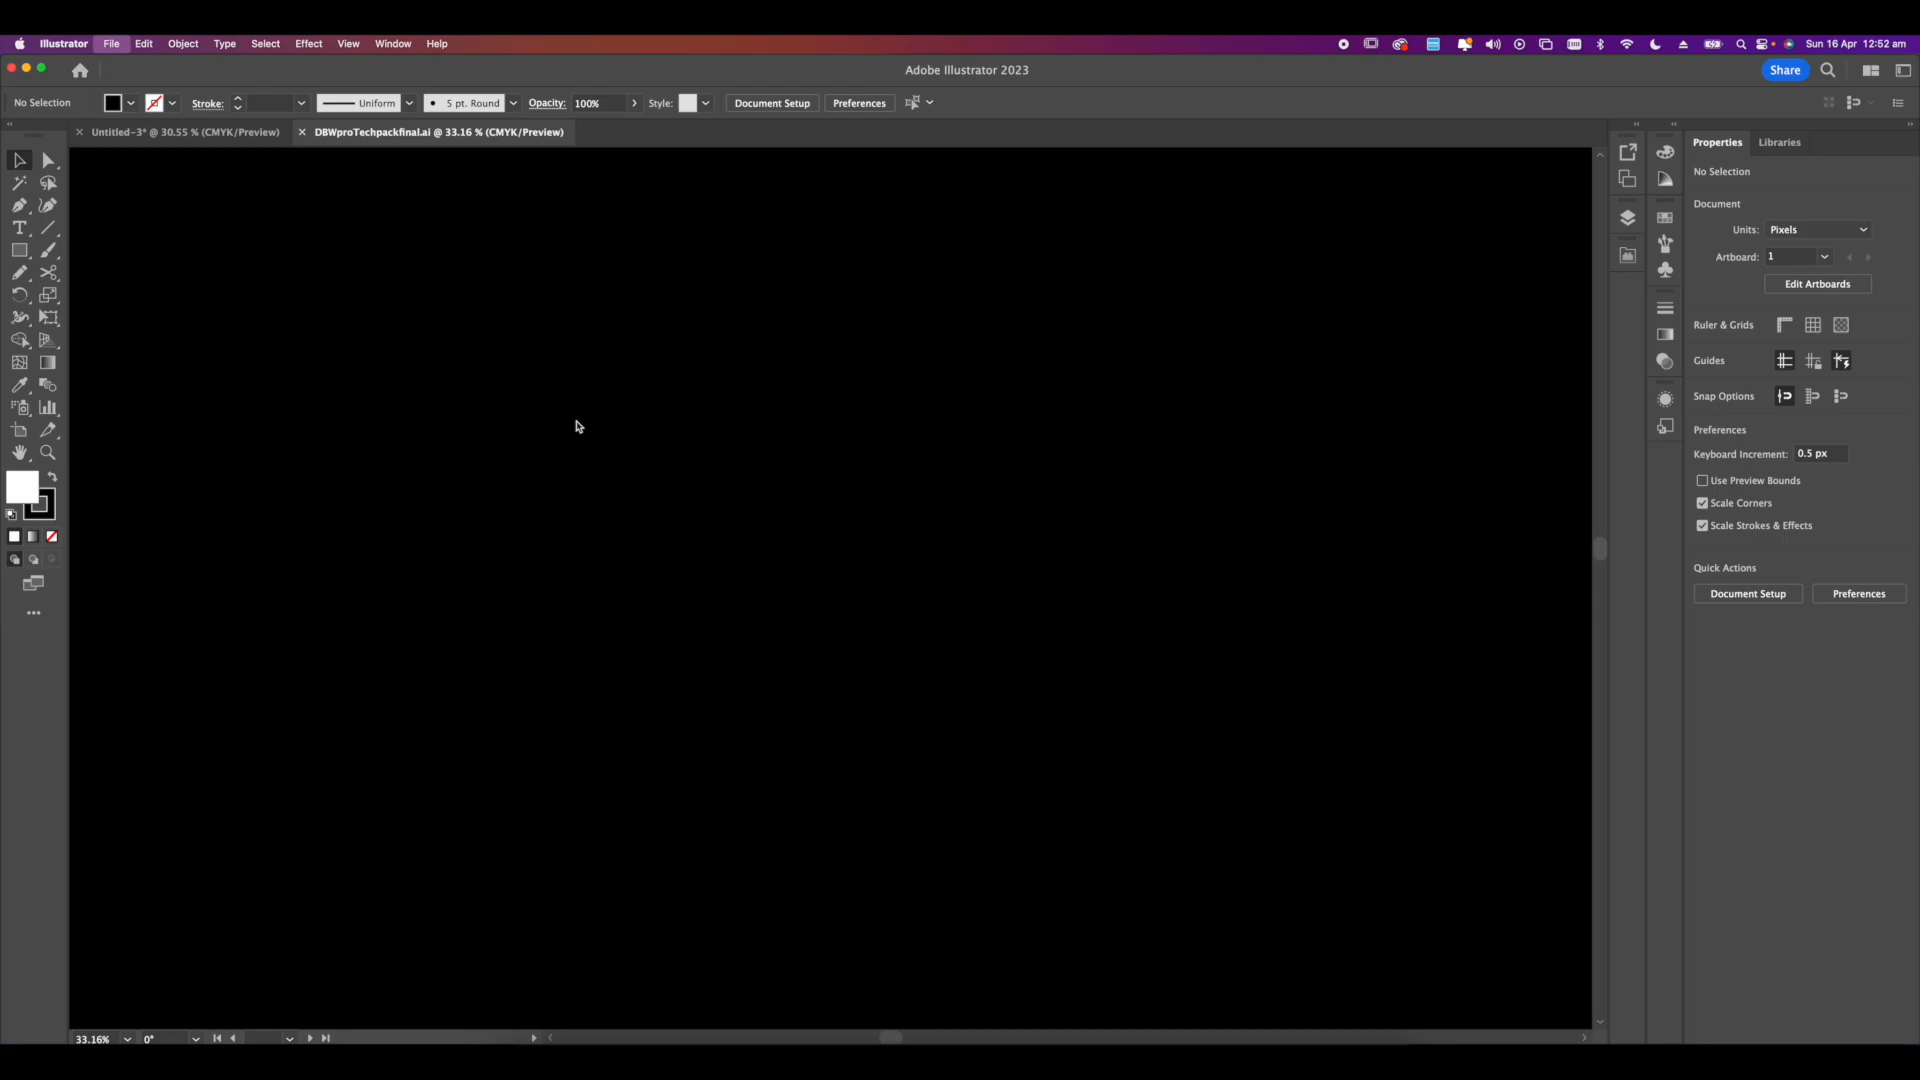 Illustrator File Edit Object Type Select Effect View Window Help Sun 16 Apr 12:52 am
Adobe Illustrator 2023 Share
No Selection Stroke: Uniform 5 pt. Round Opacity: 100% Style: Document Setup Preferences
Untitled-3* @ 30.55 % (CMYK/Preview) DBWproTechpackfinal.ai @ 33.16 % (CMYK/Preview)
Properties Libraries
No Selection
Document
Units: Pixels
Artboard: 1
Edit Artboards
Ruler & Grids
Guides
Snap Options
Preferences
Keyboard Increment: 0.5 px
Use Preview Bounds
Scale Corners
Scale Strokes & Effects
Quick Actions
Document Setup Preferences
33.16% 0°